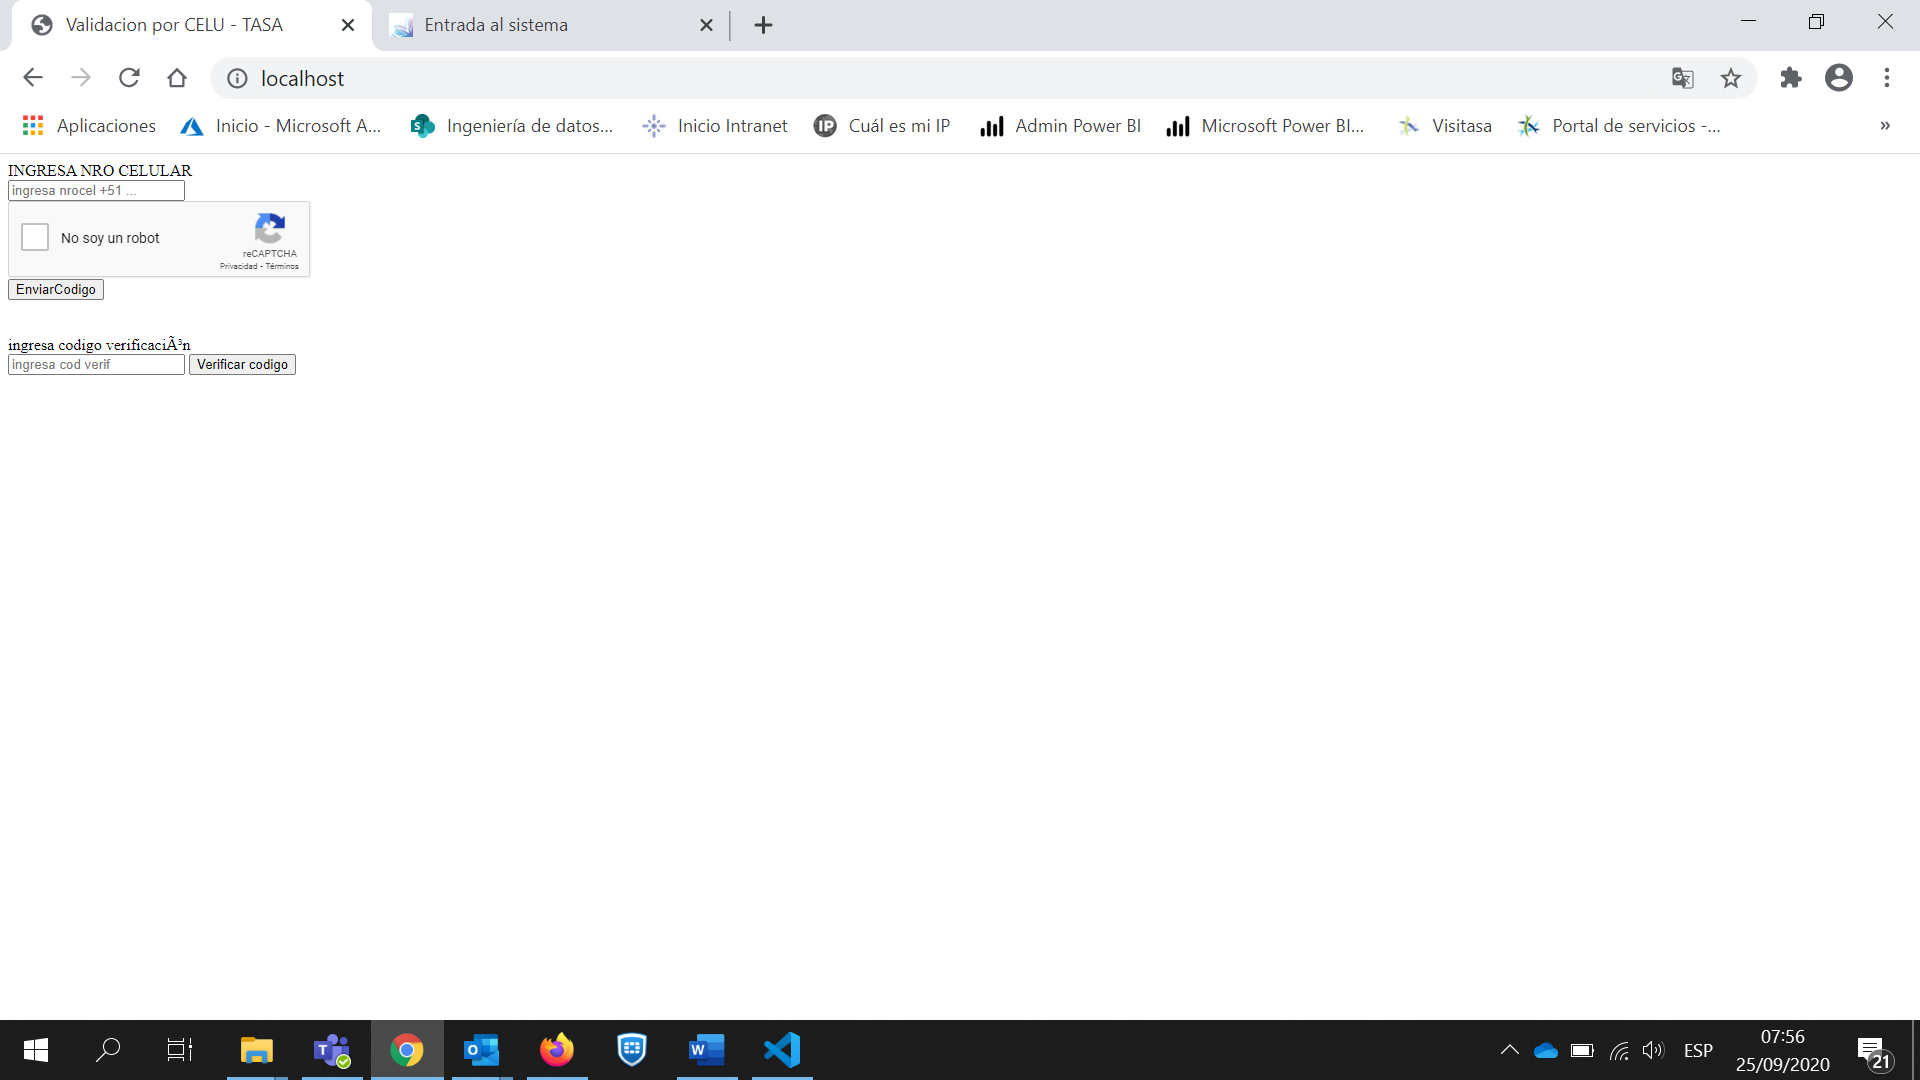 Validacion por CELU - TASA
Entrada al sistema
localhost
Aplicaciones
Inicio - Microsoft A...
Ingeniería de datos...
Inicio Intranet
IP Cuál es mi IP
Admin Power BI
Microsoft Power BI...
Visitasa
Portal de servicios -...
»
INGRESA NRO CELULAR
ingresa nrocel +51 ...
No soy un robot
reCAPTCHA
Privacidad - Términos
EnviarCodigo
ingresa codigo verificaciÃ³n
ingresa cod verif
Verificar codigo
ESP
07:56
25/09/2020
21